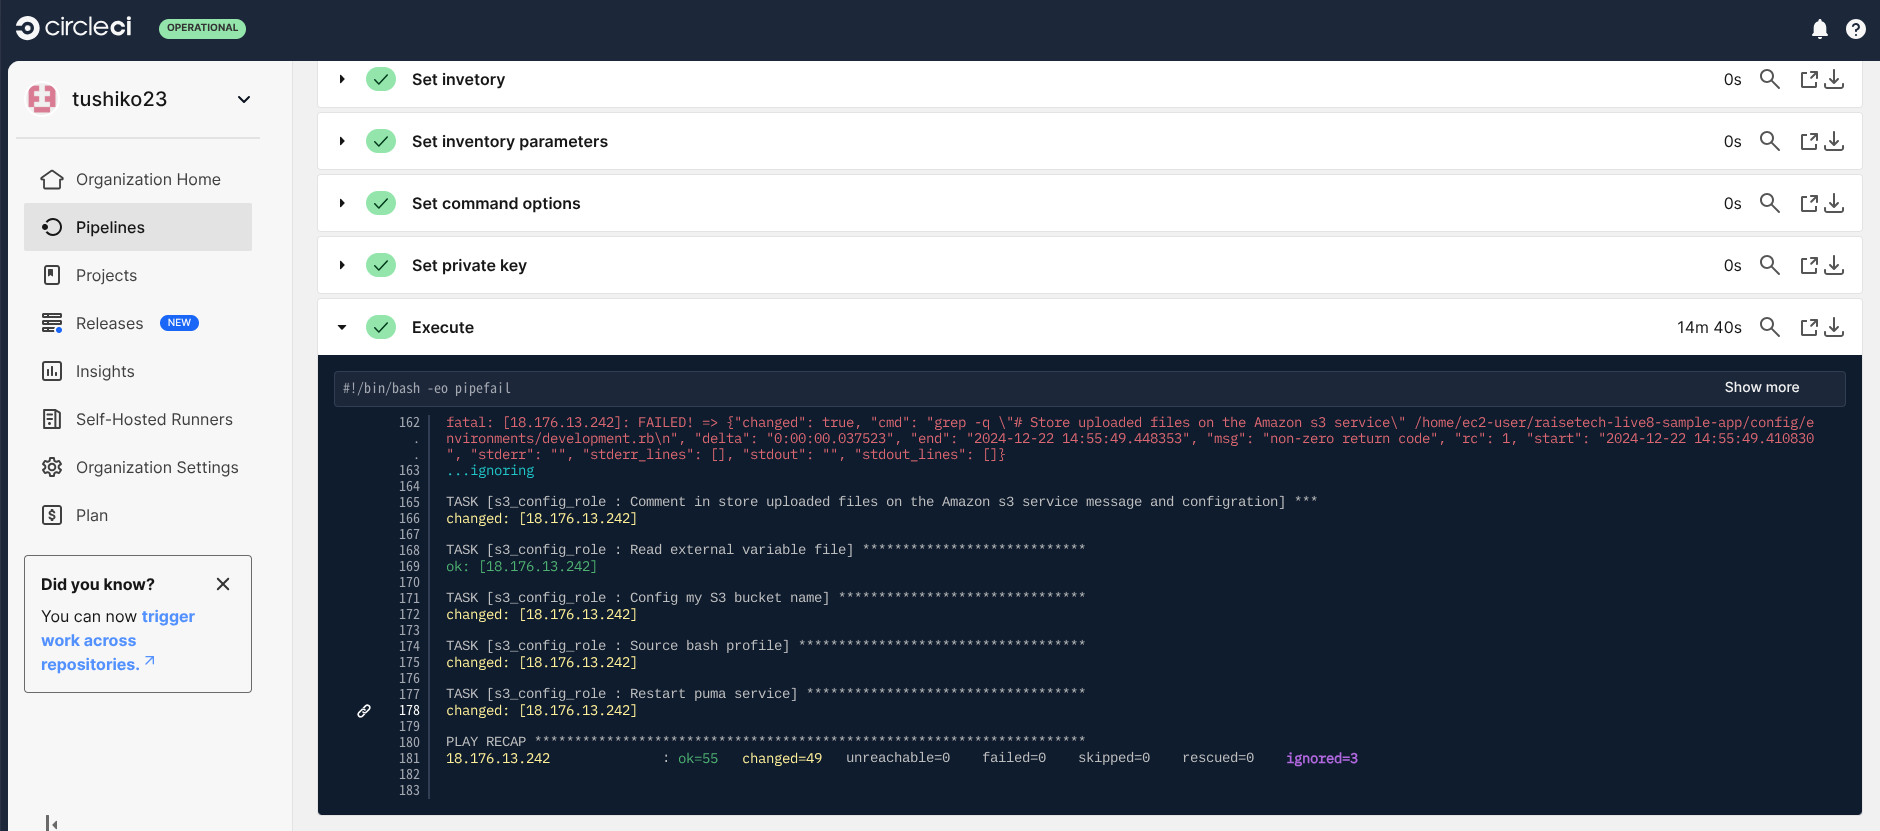 circleci OPERATIONAL
tushiko23
Organization Home
Pipelines
Projects
Releases NEW
Insights
Self-Hosted Runners
Organization Settings
Plan
Did you know?
You can now trigger
work across
repositories.
Set invetory 0s
Set inventory parameters 0s
Set command options 0s
Set private key 0s
Execute 14m 40s
#!/bin/bash -eo pipefail Show more
162 fatal: [18.176.13.242]: FAILED! => {"changed": true, "cmd": "grep -q \"# Store uploaded files on the Amazon s3 service\" /home/ec2-user/raisetech-live8-sample-app/config/e
. nvironments/development.rb\n", "delta": "0:00:00.037523", "end": "2024-12-22 14:55:49.448353", "msg": "non-zero return code", "rc": 1, "start": "2024-12-22 14:55:49.410830
. ", "stderr": "", "stderr_lines": [], "stdout": "", "stdout_lines": []}
163 ...ignoring
164
165 TASK [s3_config_role : Comment in store uploaded files on the Amazon s3 service message and configration] ***
166 changed: [18.176.13.242]
167
168 TASK [s3_config_role : Read external variable file] ****************************
169 ok: [18.176.13.242]
170
171 TASK [s3_config_role : Config my S3 bucket name] *******************************
172 changed: [18.176.13.242]
173
174 TASK [s3_config_role : Source bash profile] ************************************
175 changed: [18.176.13.242]
176
177 TASK [s3_config_role : Restart puma service] ***********************************
178 changed: [18.176.13.242]
179
180 PLAY RECAP *********************************************************************
181 18.176.13.242 : ok=55 changed=49 unreachable=0 failed=0 skipped=0 rescued=0 ignored=3
182
183